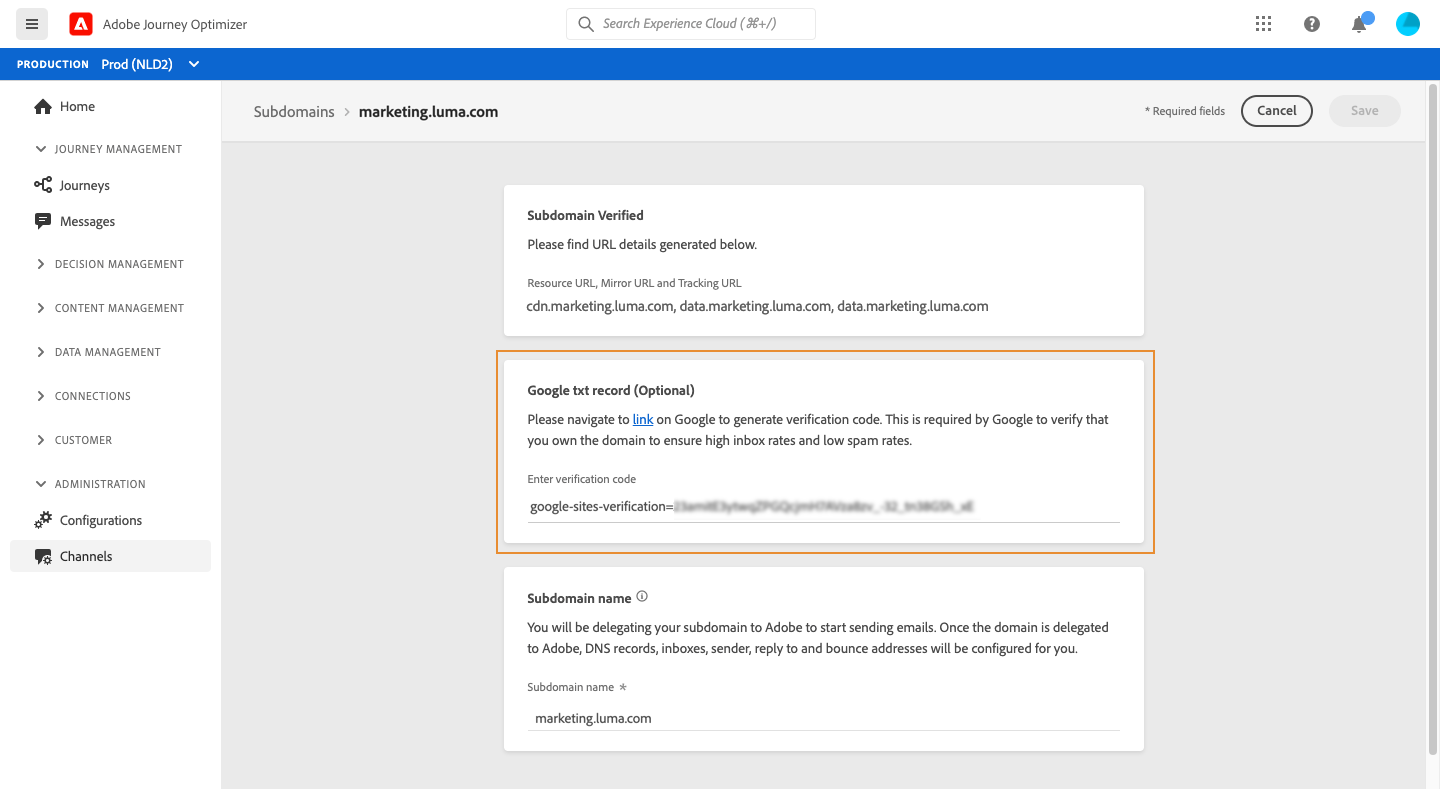 Adobe Journey Optimizer
Search Experience Cloud (⌘+/)
PRODUCTION Prod (NLD2)
Home
JOURNEY MANAGEMENT
Journeys
Messages
DECISION MANAGEMENT
CONTENT MANAGEMENT
DATA MANAGEMENT
CONNECTIONS
CUSTOMER
ADMINISTRATION
Configurations
Channels
Subdomains > marketing.luma.com
* Required fields
Cancel
Save
Subdomain Verified
Please find URL details generated below.
Resource URL, Mirror URL and Tracking URL
cdn.marketing.luma.com, data.marketing.luma.com, data.marketing.luma.com
Google txt record (Optional)
Please navigate to link on Google to generate verification code. This is required by Google to verify that
you own the domain to ensure high inbox rates and low spam rates.
Enter verification code
google-sites-verification=
Subdomain name
You will be delegating your subdomain to Adobe to start sending emails. Once the domain is delegated
to Adobe, DNS records, inboxes, sender, reply to and bounce addresses will be configured for you.
Subdomain name *
marketing.luma.com